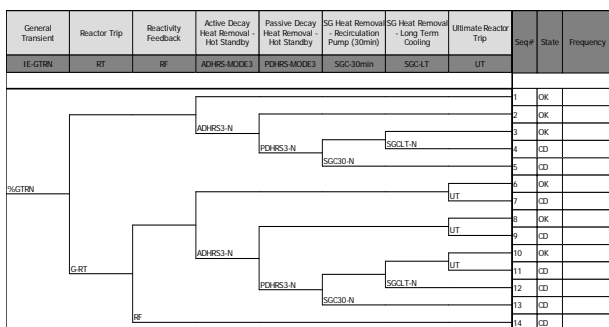 General Transient
Reactor Trip
Reactivity Feedback
Active Decay Heat Removal - Hot Standby
Passive Decay Heat Removal - Hot Standby
SG Heat Removal - Recirculation Pump (30min)
SG Heat Removal - Long Term Cooling
Ultimate Reactor Trip
Seq# State Frequency
IE-GTRN RT RF ADHRS-MODE3 PDHRS-MODE3 SGC-30min SGC-LT UT
1 OK
2 OK
ADHRS3-N
3 OK
PDHRS3-N SGCLT-N 4 CD
SGC30-N 5 CD
%GTRN 6 OK
UT 7 CD
8 OK
UT 9 CD
ADHRS3-N 10 OK
G-RT UT 11 CD
PDHRS3-N SGCLT-N 12 CD
SGC30-N 13 CD
RF 14 CD